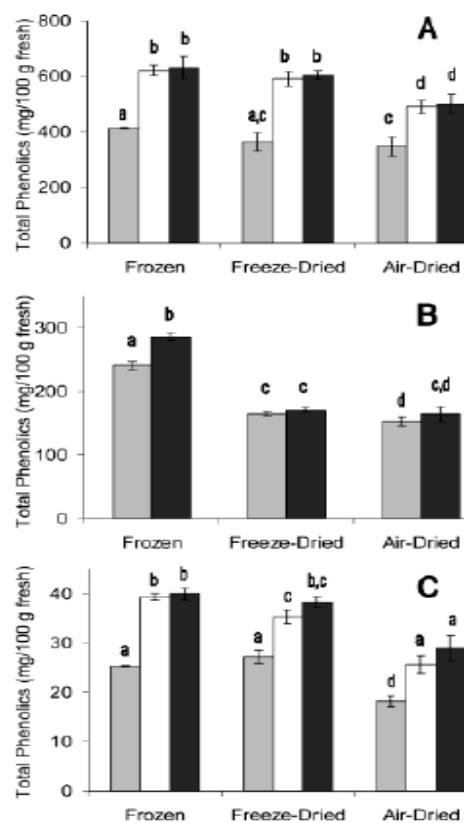 A
Total Phenolics (mg/100 g fresh)
800
600
400
200
0
a
b
b
a,c
b
b
c
d
d
Frozen
Freeze-Dried
Air-Dried
B
Total Phenolics (mg/100 g fresh)
300
200
100
0
a
b
c
c
d
c,d
Frozen
Freeze-Dried
Air-Dried
C
Total Phenolics (mg/100 g fresh)
40
30
20
10
0
a
b
b
a
c
b,c
d
a
a
Frozen
Freeze-Dried
Air-Dried